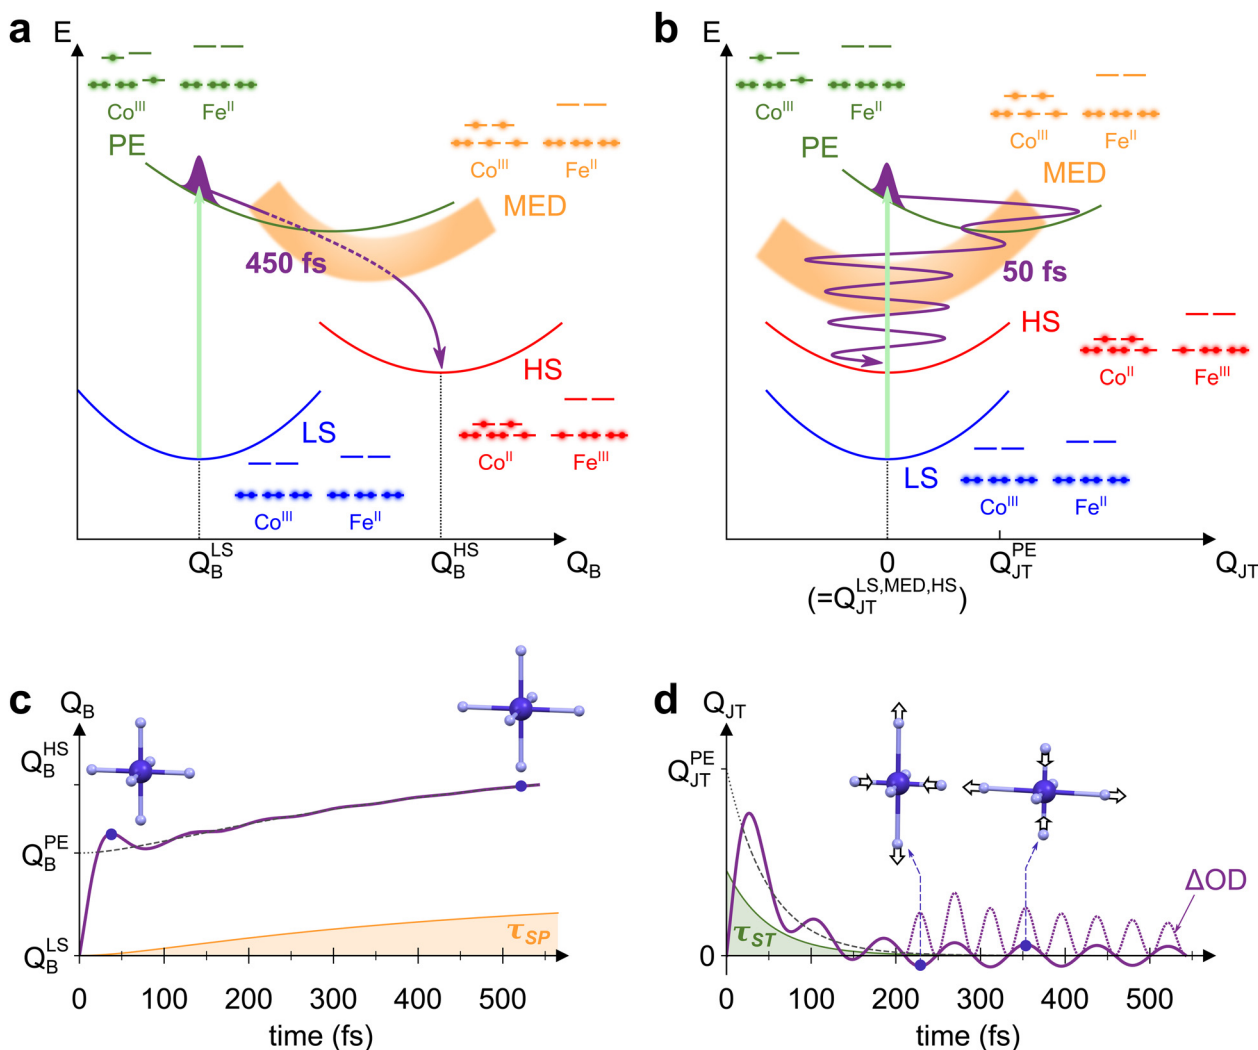 a
E
Co^III
Fe^II
PE
Co^III
Fe^II
MED
450 fs
HS
LS
Co^II
Fe^III
Co^III
Fe^II
Q_B^LS
Q_B^HS
Q_B
b
E
Co^III
Fe^II
PE
Co^III
Fe^II
MED
50 fs
HS
Co^II
Fe^III
LS
Co^III
Fe^II
0
Q_JT^PE
Q_JT
(=Q_JT^LS,MED,HS)
c
Q_B
Q_B^HS
Q_B^PE
Q_B^LS
τ_SP
0 100 200 300 400 500
time (fs)
d
Q_JT
Q_JT^PE
ΔOD
τ_ST
0
0 100 200 300 400 500
time (fs)